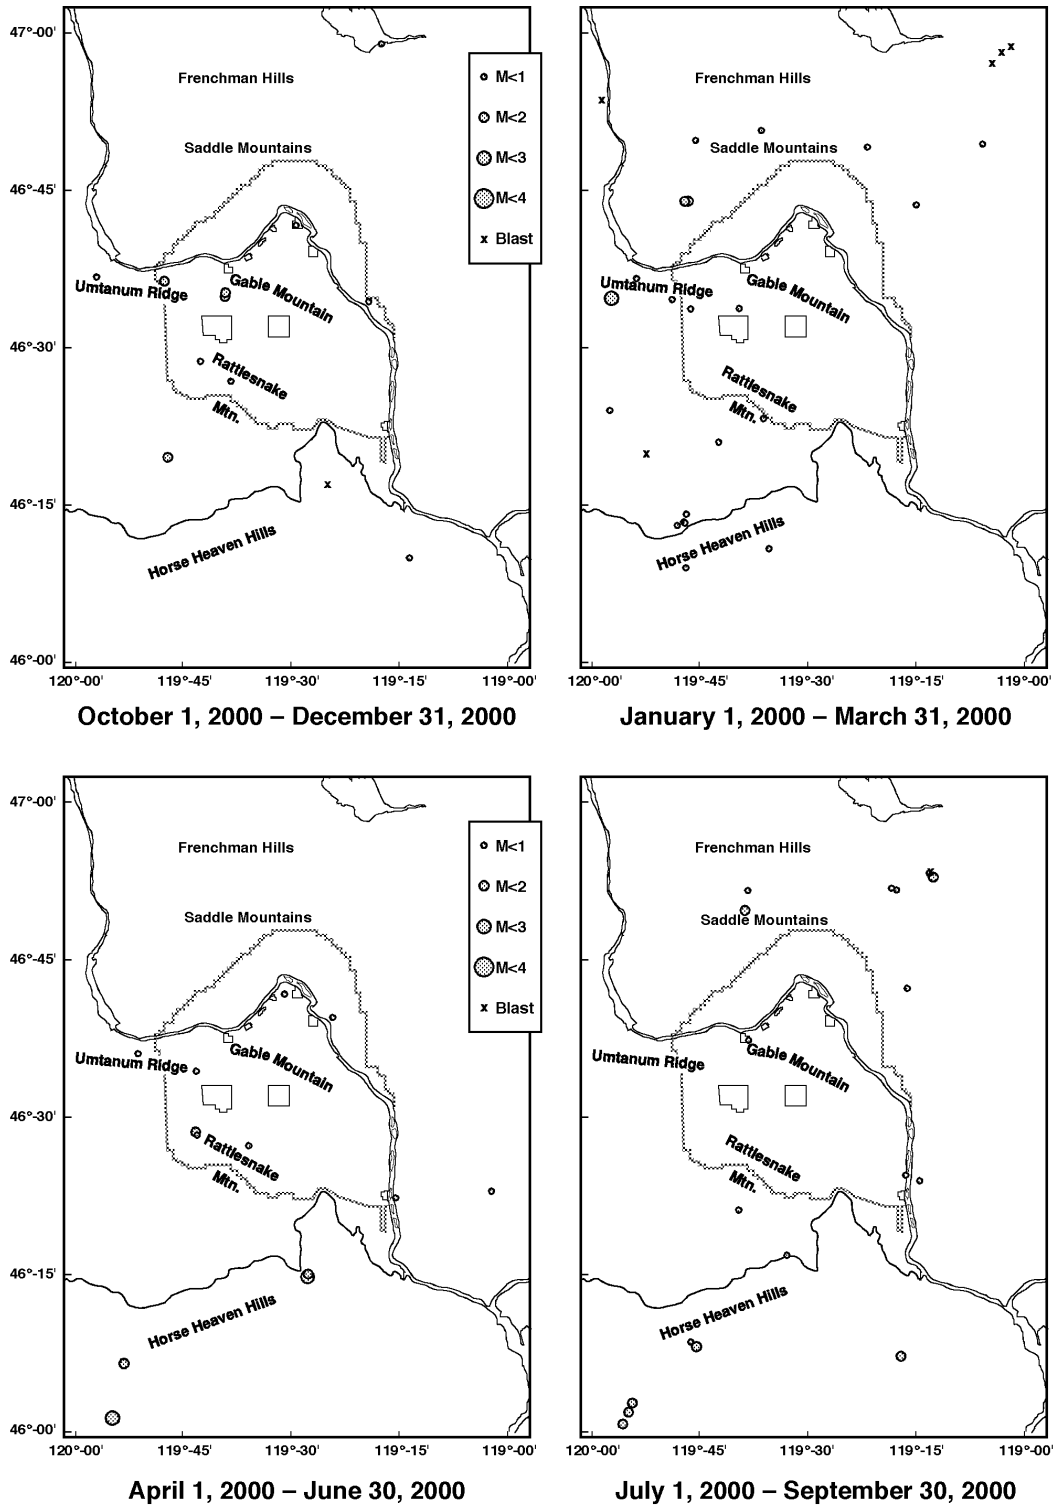 47°-00'
46°-45'
46°-30'
46°-15'
46°-00'
Frenchman Hills
Saddle Mountains
Umtanum Ridge
Gable Mountain
Rattlesnake
Mtn.
Horse Heaven Hills
M<1
M<2
M<3
M<4
x Blast
120°-00' 119°-45' 119°-30' 119°-15' 119°-00'
October 1, 2000 – December 31, 2000
Frenchman Hills
Saddle Mountains
Umtanum Ridge
Gable Mountain
Rattlesnake
Mtn.
Horse Heaven Hills
120°-00' 119°-45' 119°-30' 119°-15' 119°-00'
January 1, 2000 – March 31, 2000
47°-00'
46°-45'
46°-30'
46°-15'
46°-00'
Frenchman Hills
Saddle Mountains
Umtanum Ridge
Gable Mountain
Rattlesnake
Mtn.
Horse Heaven Hills
M<1
M<2
M<3
M<4
x Blast
120°-00' 119°-45' 119°-30' 119°-15' 119°-00'
April 1, 2000 – June 30, 2000
Frenchman Hills
Saddle Mountains
Umtanum Ridge
Gable Mountain
Rattlesnake
Mtn.
Horse Heaven Hills
120°-00' 119°-45' 119°-30' 119°-15' 119°-00'
July 1, 2000 – September 30, 2000